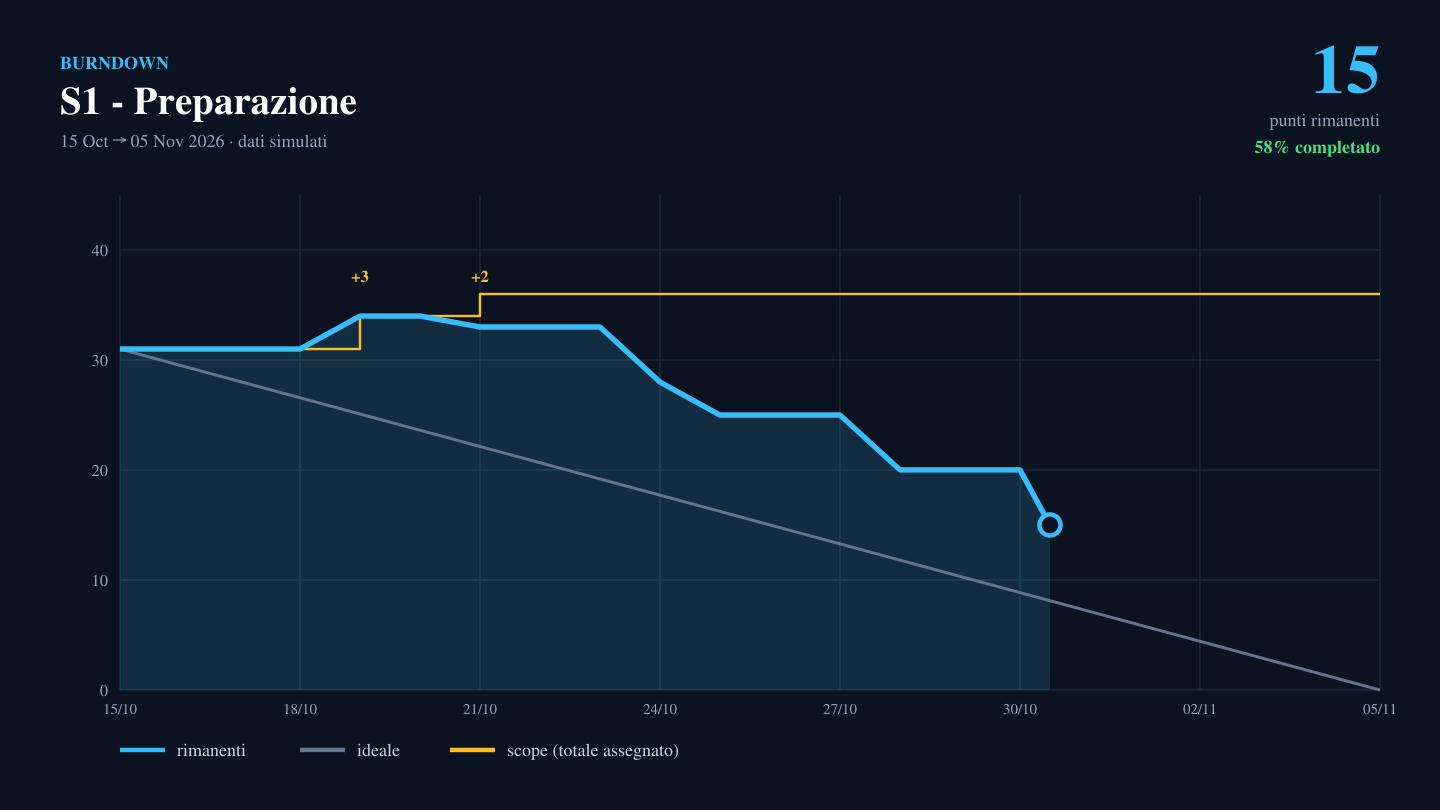 BURNDOWN
S1 - Preparazione
15 Oct → 05 Nov 2026 · dati simulati
15
punti rimanenti
58% completato
40
+3
+2
30
20
10
0
15/10
18/10
21/10
24/10
27/10
30/10
02/11
05/11
rimanenti
ideale
scope (totale assegnato)